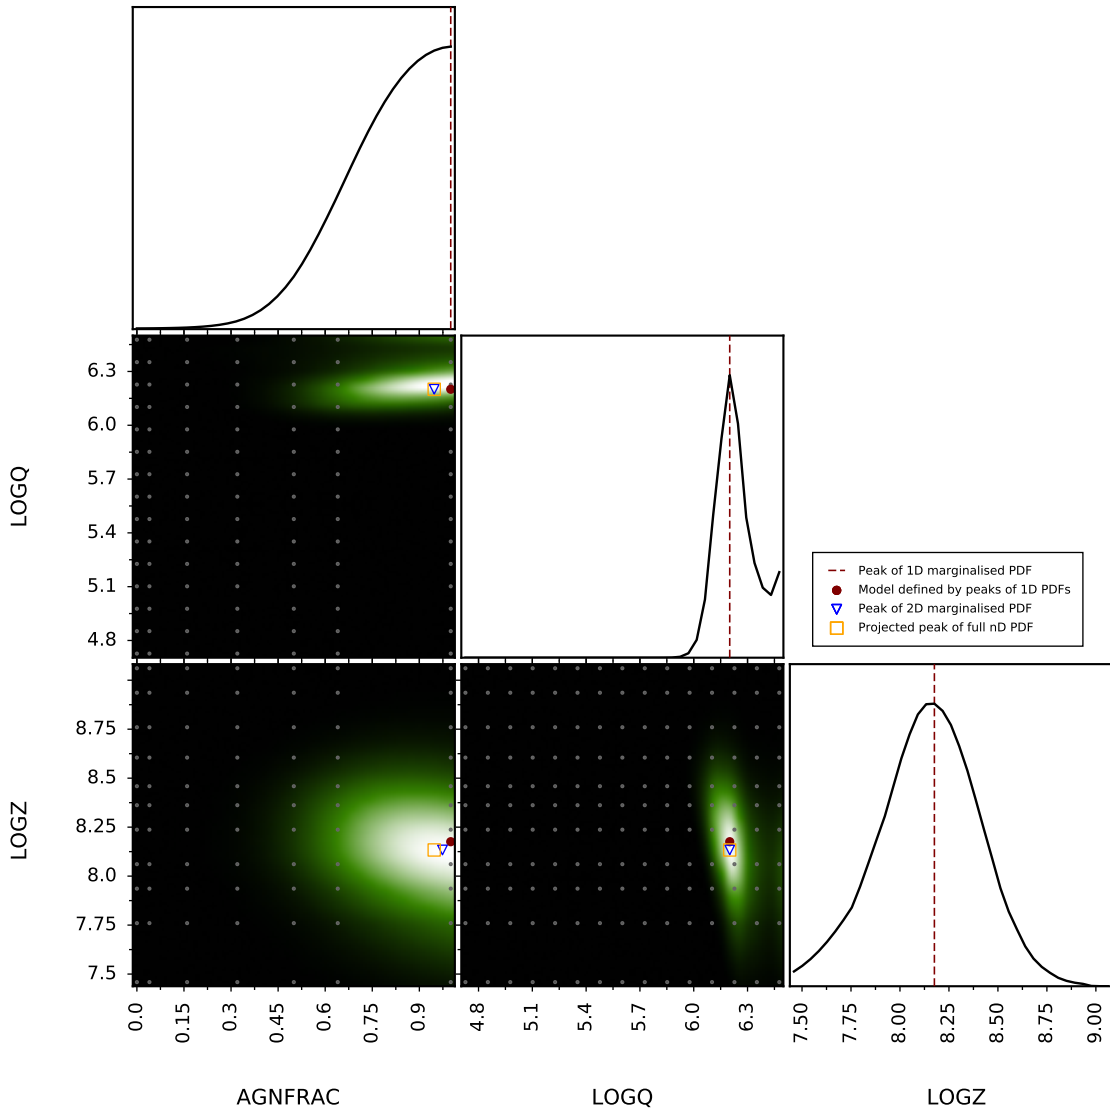 LOGQ
6.3
6.0
5.7
5.4
5.1
4.8
Peak of 1D marginalised PDF
Model defined by peaks of 1D PDFs
Peak of 2D marginalised PDF
Projected peak of full nD PDF
LOGZ
8.75
8.5
8.25
8.0
7.75
7.5
0.0 0.15 0.3 0.45 0.6 0.75 0.9 4.8 5.1 5.4 5.7 6.0 6.3 7.50 7.75 8.00 8.25 8.50 8.75 9.00
AGNFRAC LOGQ LOGZ